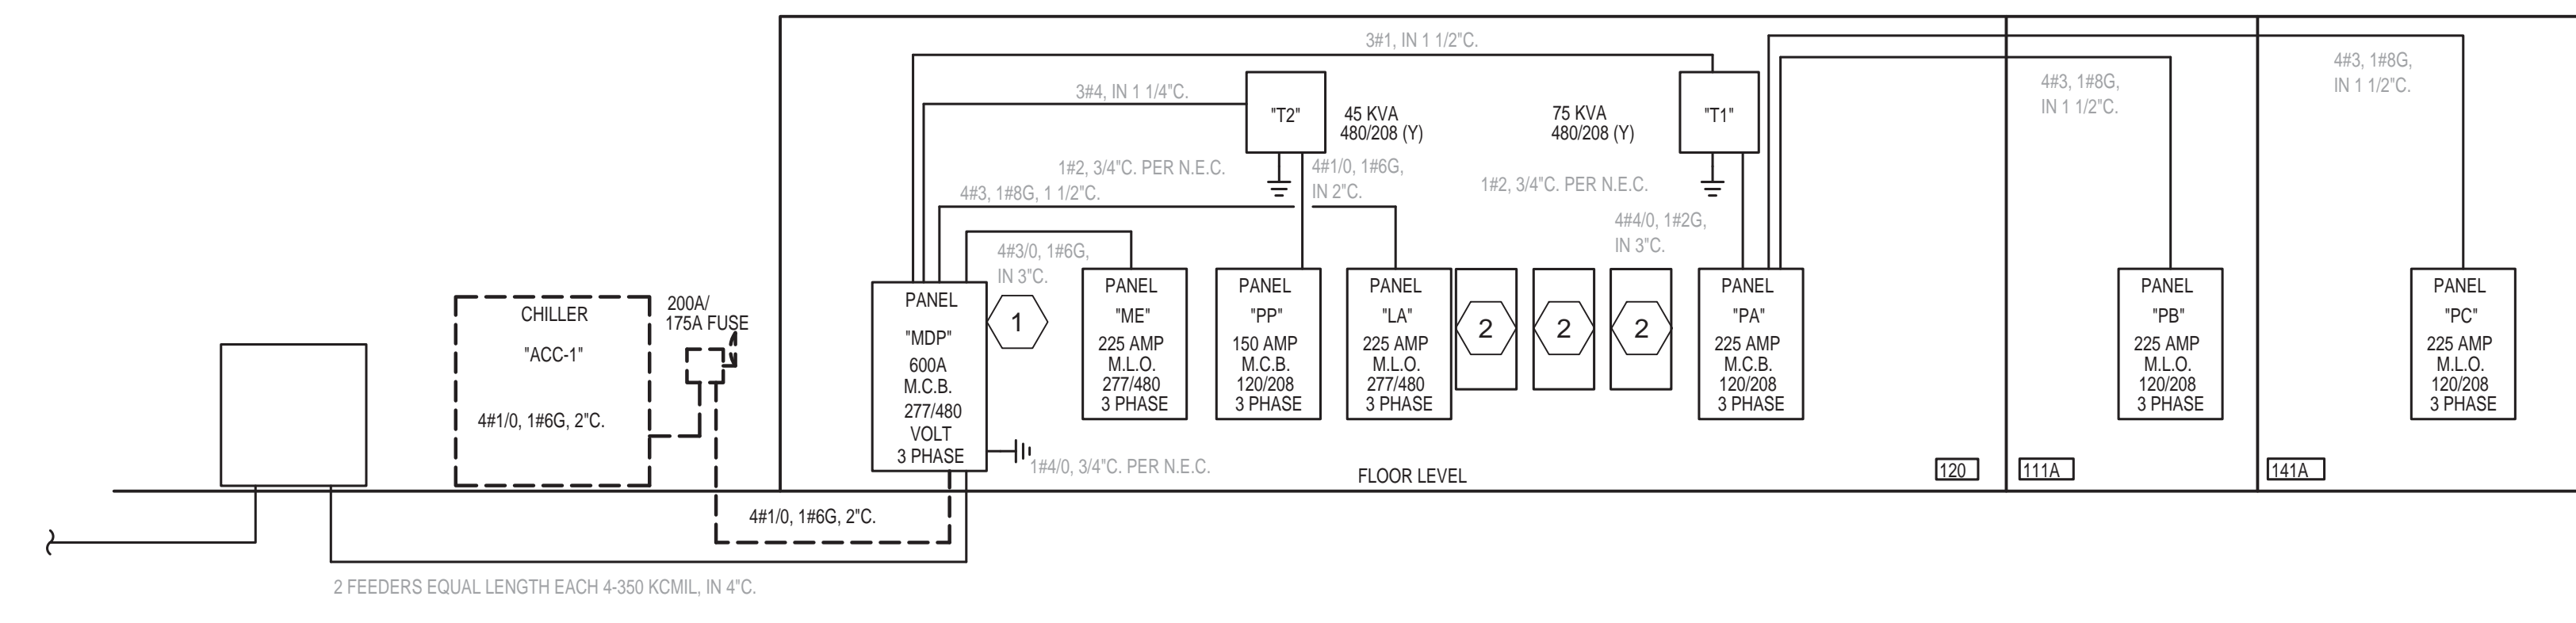 3#1, IN 1 1/2"C.
3#4, IN 1 1/4"C.
"T2"
45 KVA
480/208 (Y)
75 KVA
480/208 (Y)
"T1"
4#3, 1#8G,
IN 1 1/2"C.
4#3, 1#8G,
IN 1 1/2"C.
1#2, 3/4"C. PER N.E.C.
4#1/0, 1#6G,
IN 2"C.
4#3, 1#8G, 1 1/2"C.
1#2, 3/4"C. PER N.E.C.
4#4/0, 1#2G,
IN 3"C.
4#3/0, 1#6G,
IN 3"C.
CHILLER
"ACC-1"
4#1/0, 1#6G, 2"C.
200A/
175A FUSE
PANEL
"MDP"
600A
M.C.B.
277/480
VOLT
3 PHASE
1
PANEL
"ME"
225 AMP
M.L.O.
277/480
3 PHASE
PANEL
"PP"
150 AMP
M.C.B.
120/208
3 PHASE
PANEL
"LA"
225 AMP
M.L.O.
277/480
3 PHASE
2
2
2
PANEL
"PA"
225 AMP
M.C.B.
120/208
3 PHASE
PANEL
"PB"
225 AMP
M.L.O.
120/208
3 PHASE
PANEL
"PC"
225 AMP
M.L.O.
120/208
3 PHASE
1#4/0, 3/4"C. PER N.E.C.
FLOOR LEVEL
120
111A
141A
4#1/0, 1#6G, 2"C.
2 FEEDERS EQUAL LENGTH EACH 4-350 KCMIL, IN 4"C.